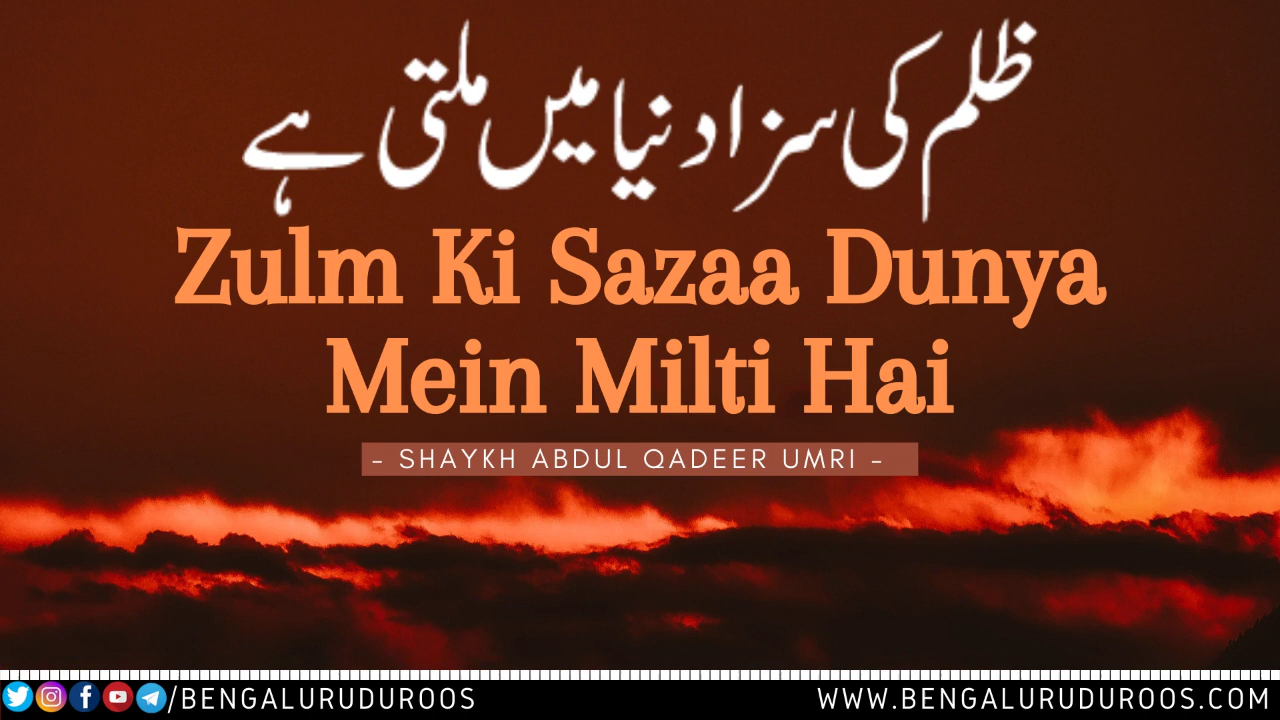 ظلم کی سزا دنیا میں ملتی ہے
Zulm Ki Sazaa Dunya
Mein Milti Hai
- SHAYKH ABDUL QADEER UMRI -
/BENGALURUDUROOS
WWW.BENGALURUDUROOS.COM